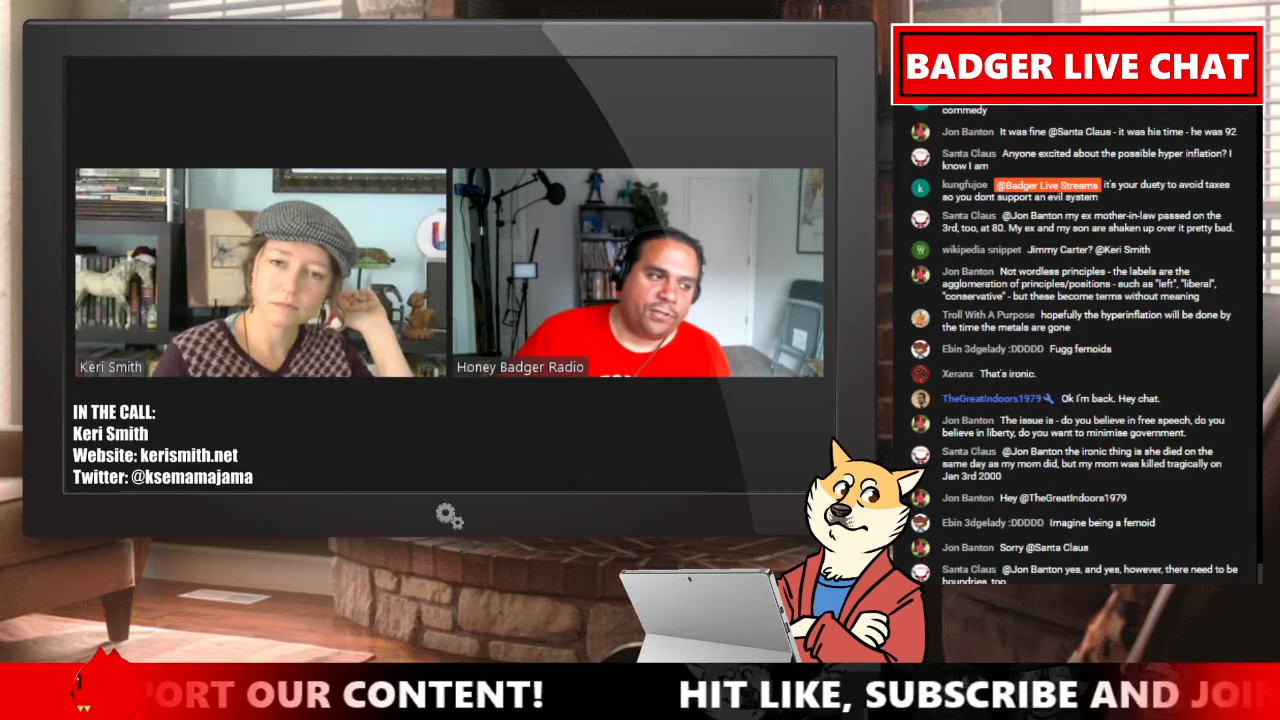 BADGER LIVE CHAT
commedy
Jon Banton It was fine @Santa Claus - it was his time - he was 92
Santa Claus Anyone excited about the possible hyper inflation? I
know I am
kungfujoe @Badger Live Streams it's your duety to avoid taxes
so you dont support an evil system
Santa Claus @Jon Banton my ex mother-in-law passed on the
3rd, too, at 80. My ex and my son are shaken up over it pretty bad.
wikipedia snippet Jimmy Carter? @Keri Smith
Jon Banton Not wordless principles - the labels are the
agglomeration of principles/positions - such as "left", "liberal",
"conservative" - but these become terms without meaning
Troll With A Purpose hopefully the hyperinflation will be done by
the time the metals are gone
Ebin 3dgelady :DDDDD Fugg femoids
Xeranx That's ironic.
TheGreatIndoors1979 Ok I'm back. Hey chat.
Jon Banton The issue is - do you believe in free speech, do you
believe in liberty, do you want to minimise government.
Santa Claus @Jon Banton the ironic thing is she died on the
same day as my mom did, but my mom was killed tragically on
Jan 3rd 2000
Jon Banton Hey @TheGreatIndoors1979
Ebin 3dgelady :DDDDD Imagine being a femoid
Jon Banton Sorry @Santa Claus
Santa Claus @Jon Banton yes, and yes, however, there need to be
boundries, too
Keri Smith
Honey Badger Radio
IN THE CALL:
Keri Smith
Website: kerismith.net
Twitter: @ksemamajama
PORT OUR CONTENT! HIT LIKE, SUBSCRIBE AND JOI